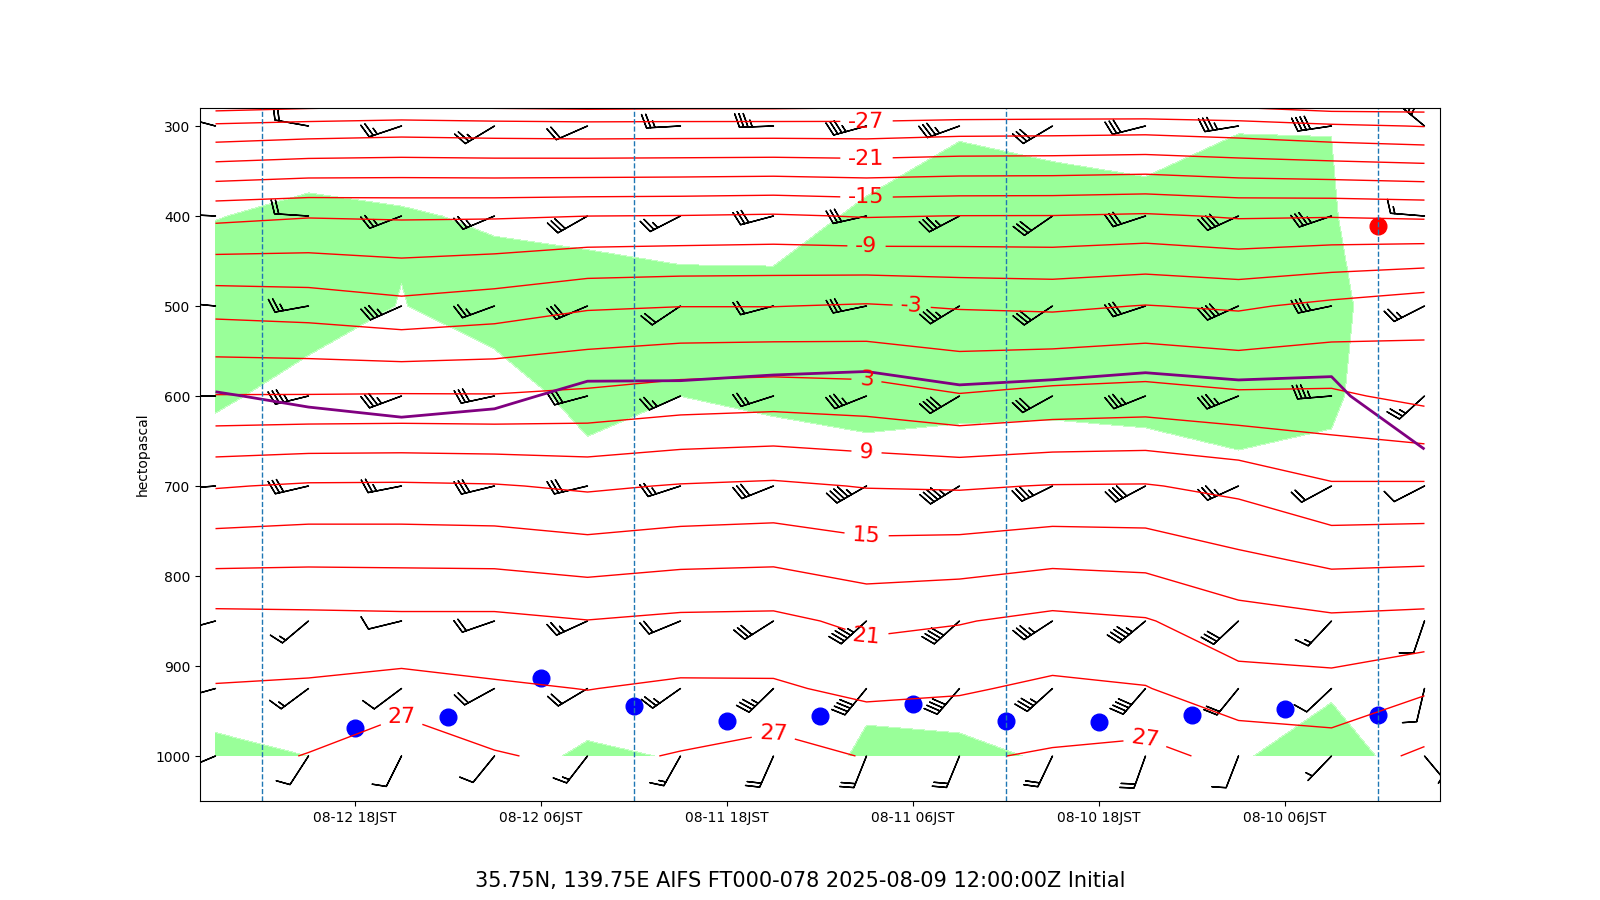 300
400
500
600
700
800
900
1000
hectopascal
-27
-21
-15
-9
-3
3
9
15
21
27
27
27
08-12 18JST
08-12 06JST
08-11 18JST
08-11 06JST
08-10 18JST
08-10 06JST
35.75N, 139.75E AIFS FT000-078 2025-08-09 12:00:00Z Initial